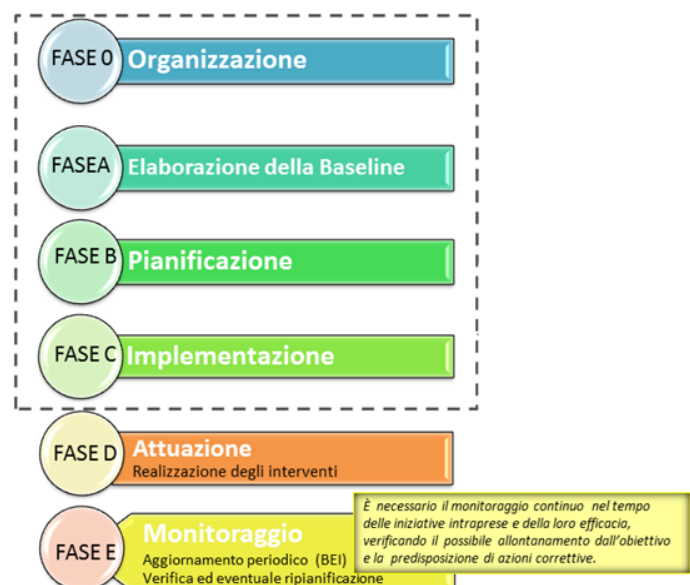 FASE 0 Organizzazione
FASEA Elaborazione della Baseline
FASE B Pianificazione
FASE C Implementazione
FASE D Attuazione
Realizzazione degli interventi
FASE E Monitoraggio
Aggiornamento periodico (BEI)
Verifica ed eventuale ripianificazione
È necessario il monitoraggio continuo nel tempo
delle iniziative intraprese e della loro efficacia,
verificando il possibile allontanamento dall'obiettivo
e la predisposizione di azioni correttive.